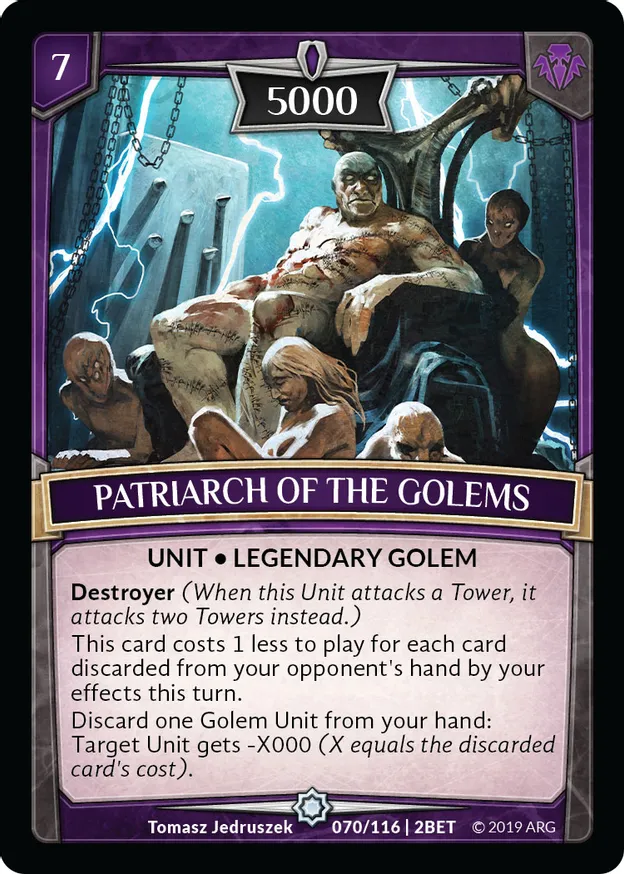 7
5000
PATRIARCH OF THE GOLEMS
UNIT • LEGENDARY GOLEM
Destroyer (When this Unit attacks a Tower, it
attacks two Towers instead.)
This card costs 1 less to play for each card
discarded from your opponent's hand by your
effects this turn.
Discard one Golem Unit from your hand:
Target Unit gets -X000 (X equals the discarded
card's cost).
Tomasz Jedruszek 070/116 | 2BET © 2019 ARG